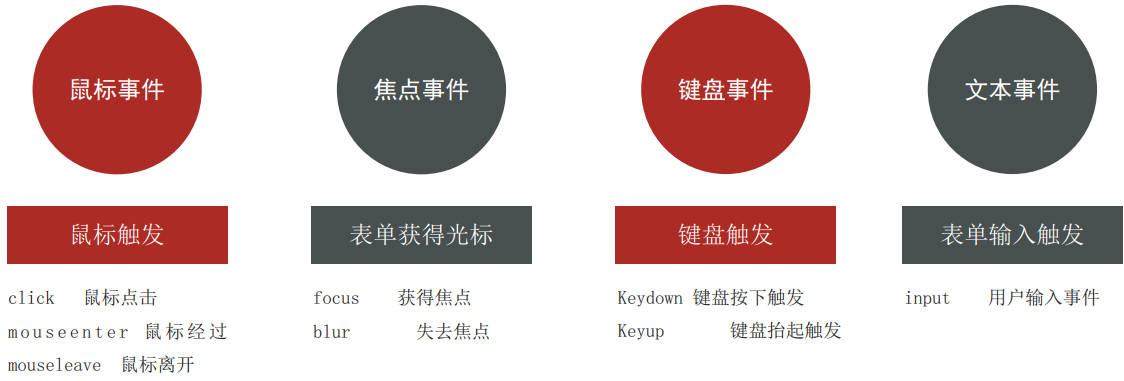 鼠标事件
鼠标触发
click 鼠标点击
mouseenter 鼠标经过
mouseleave 鼠标离开
焦点事件
表单获得光标
focus 获得焦点
blur 失去焦点
键盘事件
键盘触发
Keydown 键盘按下触发
Keyup 键盘抬起触发
文本事件
表单输入触发
input 用户输入事件